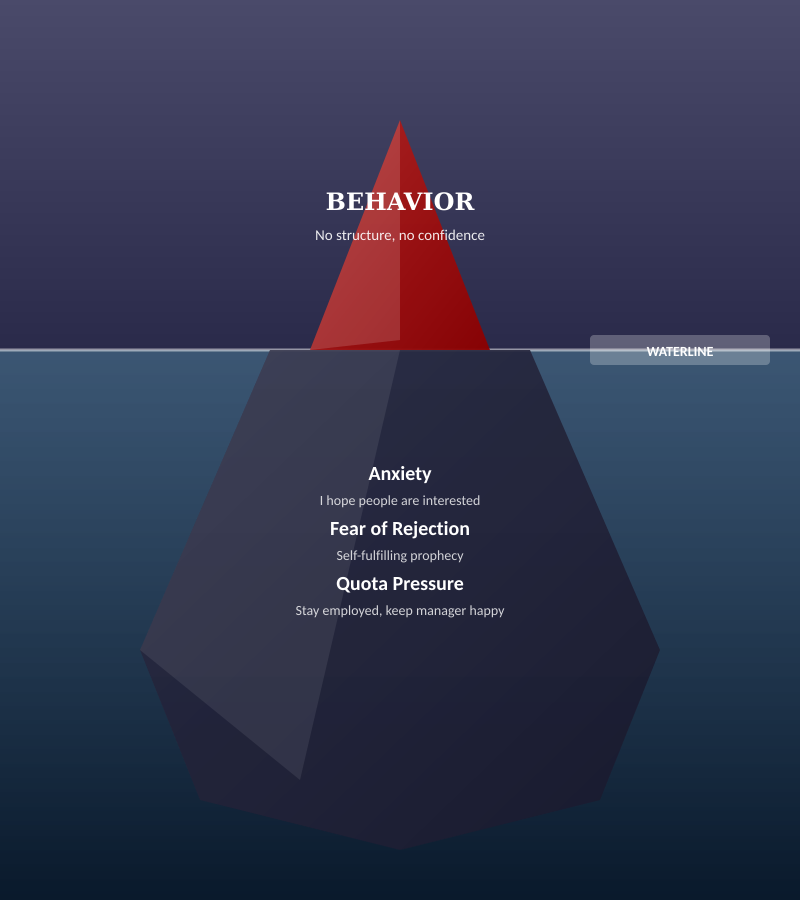 BEHAVIOR
No structure, no confidence
WATERLINE
Anxiety
I hope people are interested
Fear of Rejection
Self-fulfilling prophecy
Quota Pressure
Stay employed, keep manager happy